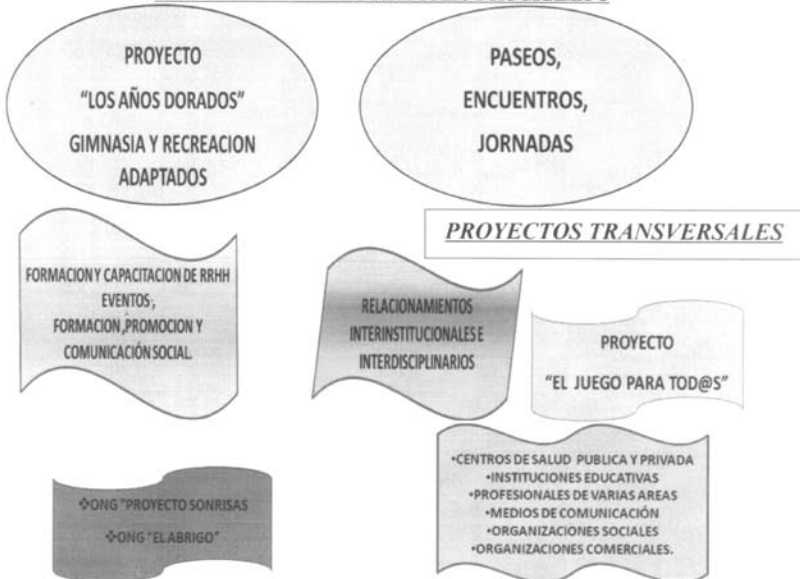 PROYECTO
“LOS AÑOS DORADOS”
GIMNASIA Y RECREACION
ADAPTADOS
PASEOS,
ENCUENTROS,
JORNADAS
PROYECTOS TRANSVERSALES
FORMACION Y CAPACITACION DE RRHH
EVENTOS ,
FORMACION ,PROMOCION Y
COMUNICACIÓN SOCIAL.
RELACIONAMIENTOS
INTERINSTITUCIONALES E
INTERDISCIPLINARIOS
PROYECTO
“EL JUEGO PARA TOD@S”
❖ONG “PROYECTO SONRISAS
❖ONG “EL ABRIGO”
•CENTROS DE SALUD PUBLICA Y PRIVADA
•INSTITUCIONES EDUCATIVAS
•PROFESIONALES DE VARIAS AREAS
•MEDIOS DE COMUNICACIÓN
•ORGANIZACIONES SOCIALES
•ORGANIZACIONES COMERCIALES.